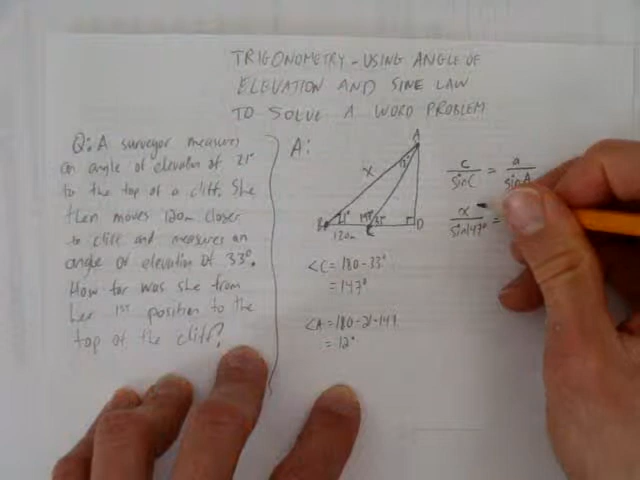 TRIGONOMETRY - USING ANGLE OF
ELEVATION AND SINE LAW
TO SOLVE A WORD PROBLEM
Q: A surveyor measures
an angle of elevation of 21°
to the top of a cliff. She
then moves 120m closer
to cliff and measures an
angle of elevation of 33°.
How far was she from
her 1st position to the
top of the cliff?
A:
A
x
12°
B 21° 147° 33° D
120m C
<C = 180-33°
= 147°
<A = 180-21-147
= 12°
c/sinC = a/sinA
x/sin147° =